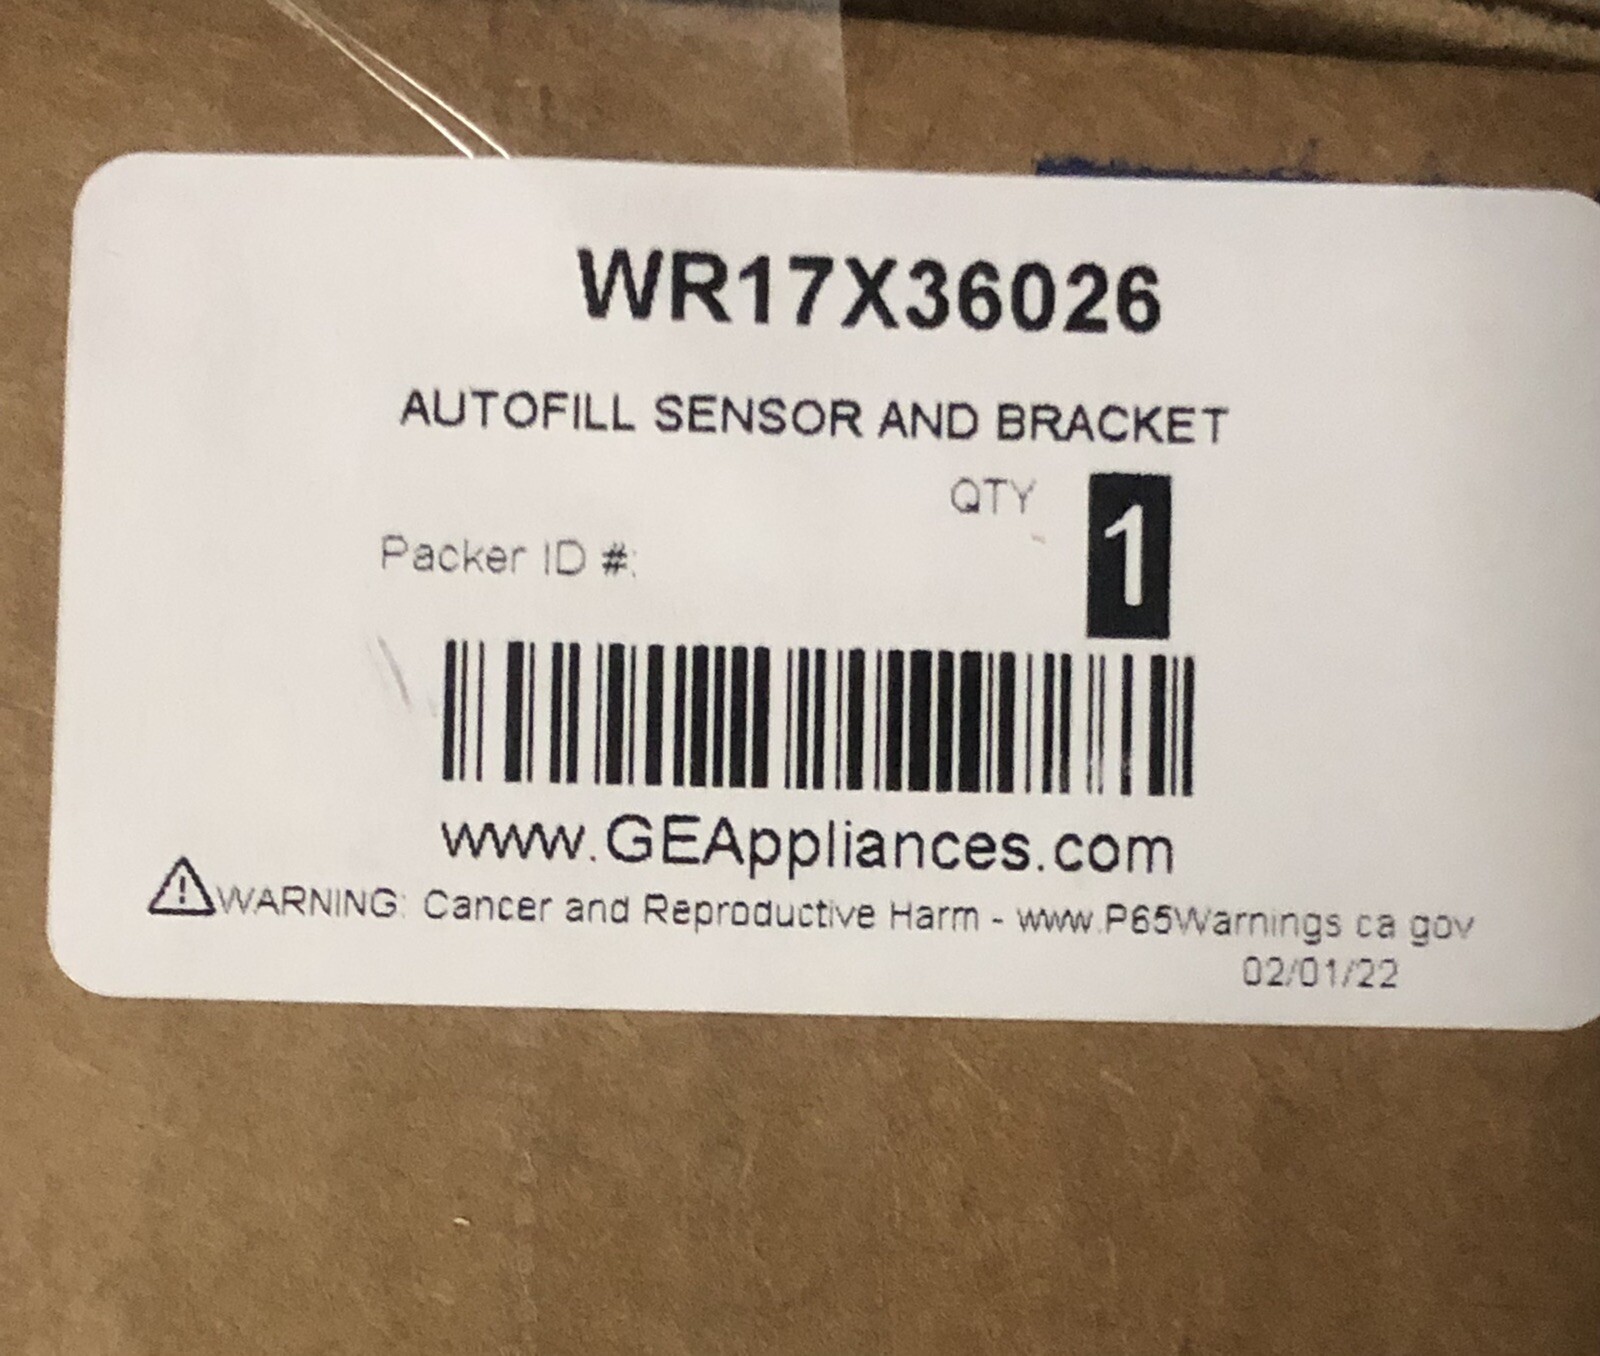 WR17X36026
AUTOFILL SENSOR AND BRACKET
QTY 1
Packer ID #:
www.GEAppliances.com
WARNING: Cancer and Reproductive Harm - www.P65Warnings.ca.gov
02/01/22